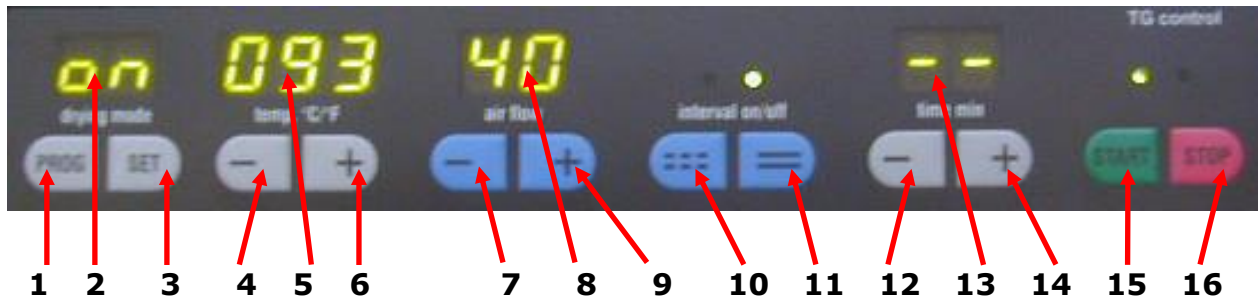 TG control
on 093 40 - -
drying mode temp. °C/°F air flow interval on/off time min
PROG SET - + - + - + START STOP
1 2 3 4 5 6 7 8 9 10 11 12 13 14 15 16